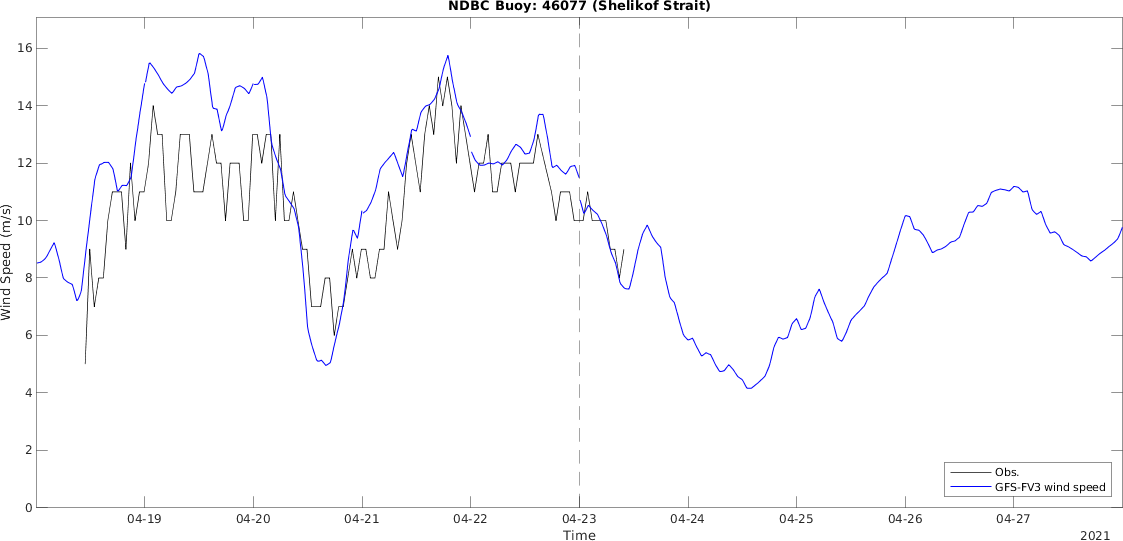 NDBC Buoy: 46077 (Shelikof Strait)
16
14
12
10
8
6
4
2
0
Wind Speed (m/s)
04-19 04-20 04-21 04-22 04-23 04-24 04-25 04-26 04-27
Time
2021
Obs.
GFS-FV3 wind speed